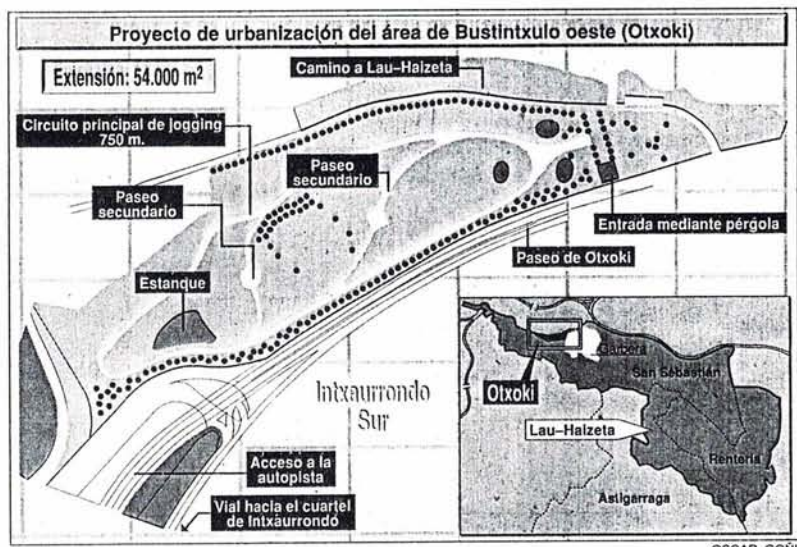 Proyecto de urbanización del área de Bustintxulo oeste (Otxoki)
Extensión: 54.000 m²
Camino a Lau–Haizeta
Circuito principal de jogging
750 m.
Paseo
secundario
Paseo
secundario
Entrada mediante pérgola
Paseo de Otxoki
Estanque
Intxaurrondo
Sur
Garbera
San Sebastián
Otxoki
Lau–Haizeta
Rentería
Astigarraga
Acceso a la
autopista
Vial hacia el cuartel
de Intxaurrondo